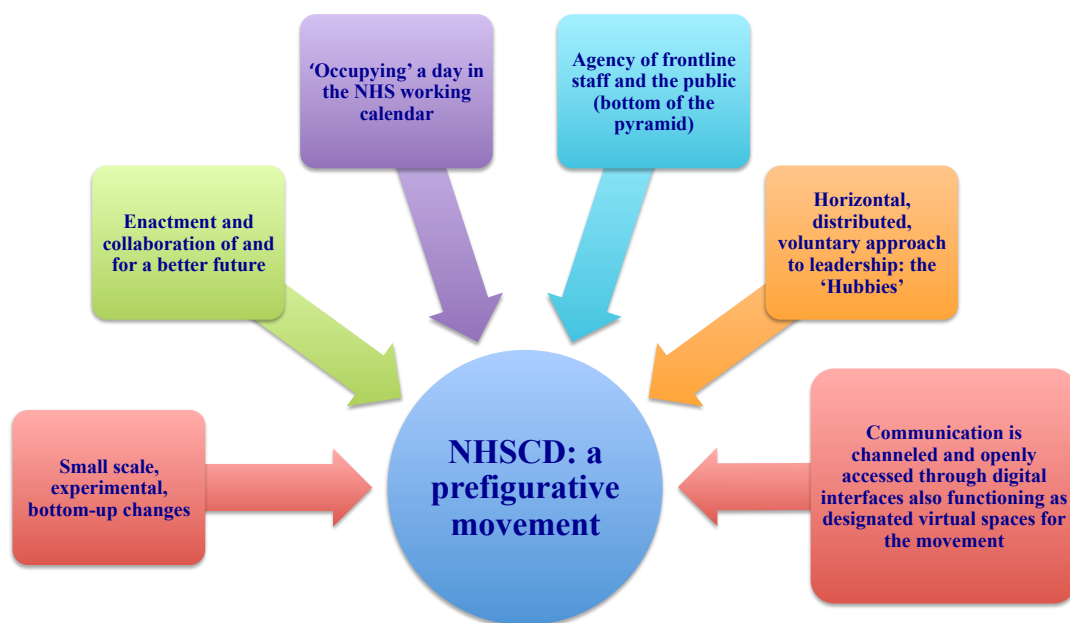 ‘Occupying’ a day in
the NHS working
calendar
Agency of frontline
staff and the public
(bottom of the
pyramid)
Enactment and
collaboration of and
for a better future
Horizontal,
distributed,
voluntary approach
to leadership: the
‘Hubbies’
Small scale,
experimental,
bottom-up changes
NHSCD: a
prefigurative
movement
Communication is
channeled and openly
accessed through digital
interfaces also functioning as
designated virtual spaces for
the movement